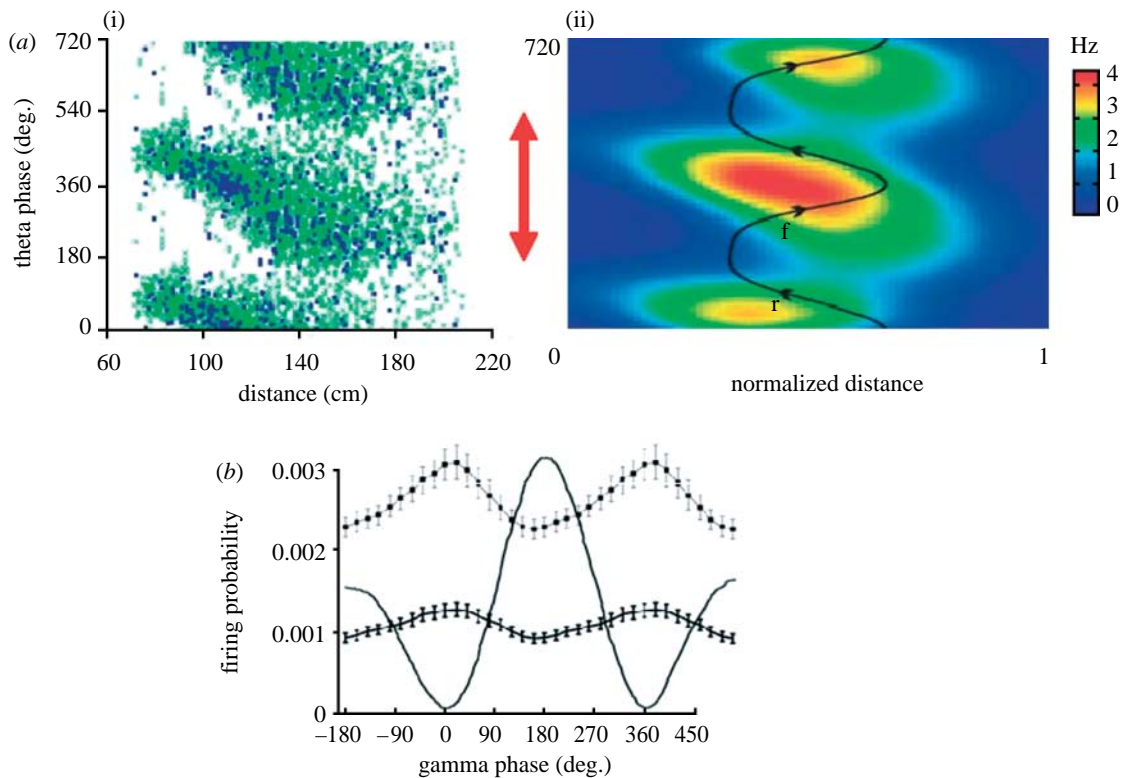 (a)
(i)
720
540
360
180
0
theta phase (deg.)
60 100 140 180 220
distance (cm)
(ii)
720
f
r
0 1
normalized distance
Hz
4
3
2
1
0
(b)
0.003
0.002
0.001
0
firing probability
–180 –90 0 90 180 270 360 450
gamma phase (deg.)